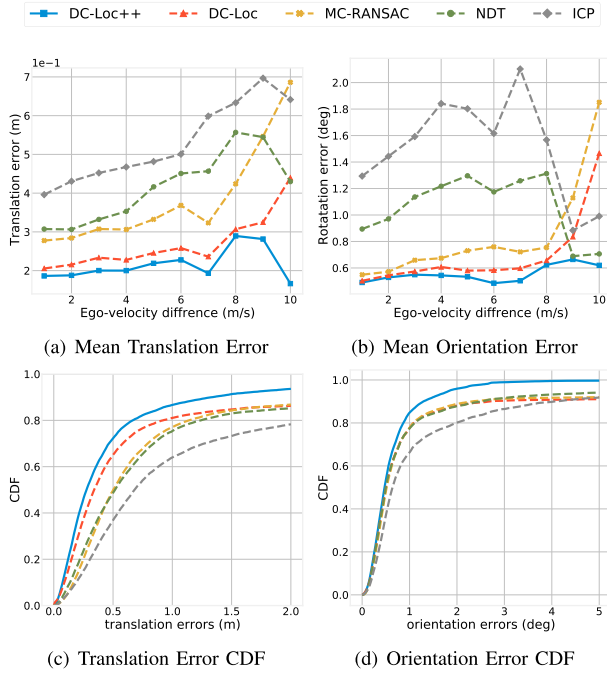 DC-Loc++ DC-Loc MC-RANSAC NDT ICP
7e−1
7
6
5
4
3
2
Translation error (m)
2 4 6 8 10
Ego-velocity diffrence (m/s)
(a) Mean Translation Error
2.0
1.8
1.6
1.4
1.2
1.0
0.8
0.6
Rotatation error (deg)
2 4 6 8 10
Ego-velocity diffrence (m/s)
(b) Mean Orientation Error
1.0
0.8
0.6
0.4
0.2
0.0
CDF
0.0 0.5 1.0 1.5 2.0
translation errors (m)
(c) Translation Error CDF
1.0
0.8
0.6
0.4
0.2
0.0
CDF
0 1 2 3 4 5
orientation errors (deg)
(d) Orientation Error CDF